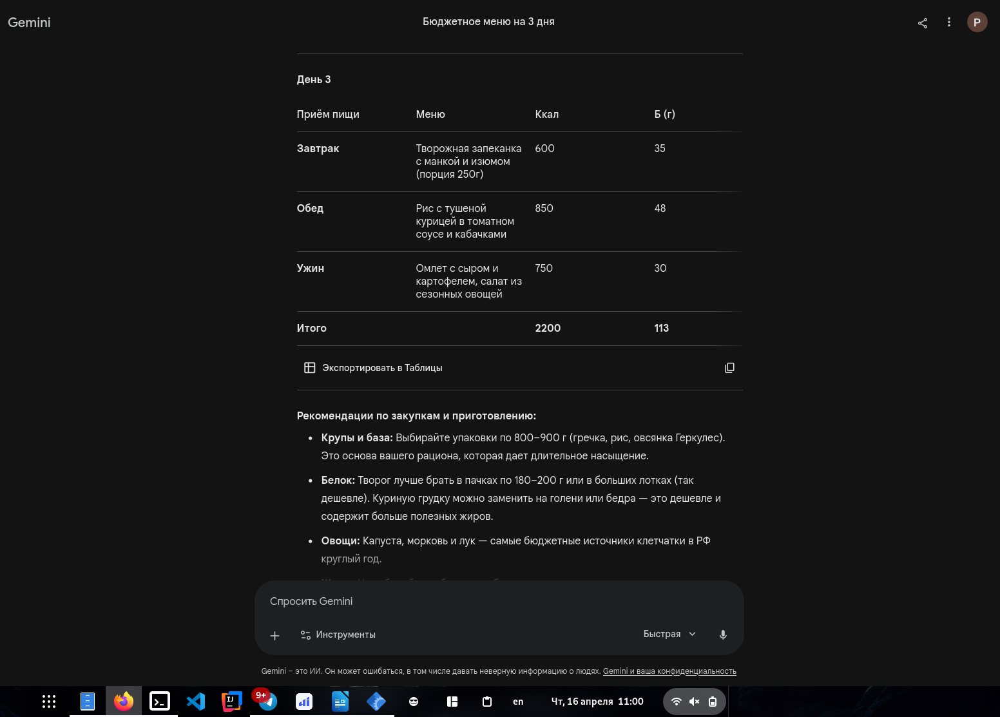 Gemini
Бюджетное меню на 3 дня
P
День 3
Приём пищи Меню Ккал Б (г)
Завтрак Творожная запеканка 600 35
с манкой и изюмом
(порция 250г)
Обед Рис с тушеной 850 48
курицей в томатном
соусе и кабачками
Ужин Омлет с сыром и 750 30
картофелем, салат из
сезонных овощей
Итого 2200 113
Экспортировать в Таблицы
Рекомендации по закупкам и приготовлению:
• Крупы и база: Выбирайте упаковки по 800–900 г (гречка, рис, овсянка Геркулес).
Это основа вашего рациона, которая дает длительное насыщение.
• Белок: Творог лучше брать в пачках по 180–200 г или в больших лотках (так
дешевле). Куриную грудку можно заменить на голени или бедра — это дешевле и
содержит больше полезных жиров.
• Овощи: Капуста, морковь и лук — самые бюджетные источники клетчатки в РФ
круглый год.
Спросить Gemini
Инструменты
Быстрая
Gemini – это ИИ. Он может ошибаться, в том числе давать неверную информацию о людях. Gemini и ваша конфиденциальность
IJ
9+
en
Чт, 16 апреля 11:00